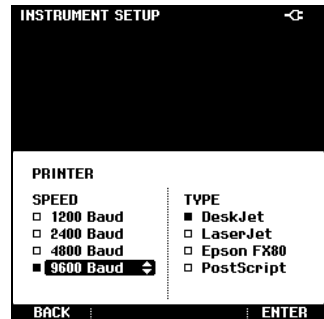 INSTRUMENT SETUP
PRINTER
SPEED
1200 Baud
2400 Baud
4800 Baud
9600 Baud
TYPE
DeskJet
LaserJet
Epson FX80
PostScript
BACK
ENTER